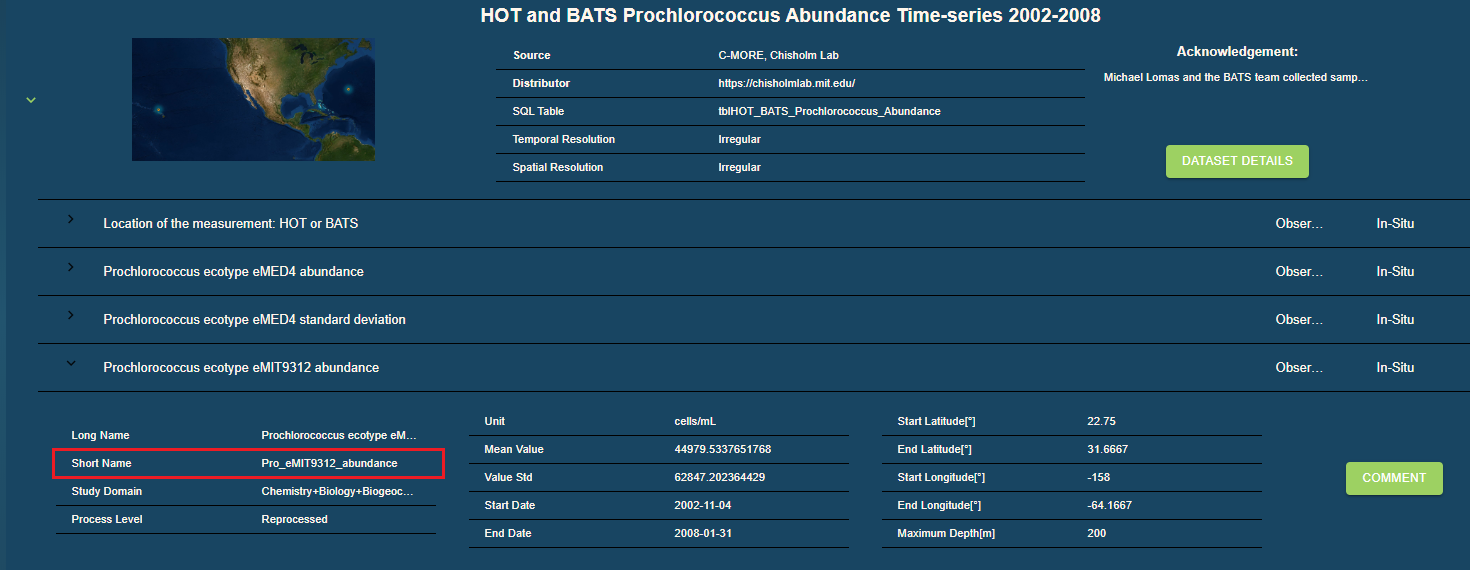 HOT and BATS Prochlorococcus Abundance Time-series 2002-2008
Source C-MORE, Chisholm Lab
Distributor https://chisholmlab.mit.edu/
SQL Table tblHOT_BATS_Prochlorococcus_Abundance
Temporal Resolution Irregular
Spatial Resolution Irregular
Acknowledgement:
Michael Lomas and the BATS team collected samp...
DATASET DETAILS
Location of the measurement: HOT or BATS Obser... In-Situ
Prochlorococcus ecotype eMED4 abundance Obser... In-Situ
Prochlorococcus ecotype eMED4 standard deviation Obser... In-Situ
Prochlorococcus ecotype eMIT9312 abundance Obser... In-Situ
Long Name Prochlorococcus ecotype eM...
Short Name Pro_eMIT9312_abundance
Study Domain Chemistry+Biology+Biogeoc...
Process Level Reprocessed
Unit cells/mL
Mean Value 44979.5337651768
Value Std 62847.202364429
Start Date 2002-11-04
End Date 2008-01-31
Start Latitude[°] 22.75
End Latitude[°] 31.6667
Start Longitude[°] -158
End Longitude[°] -64.1667
Maximum Depth[m] 200
COMMENT